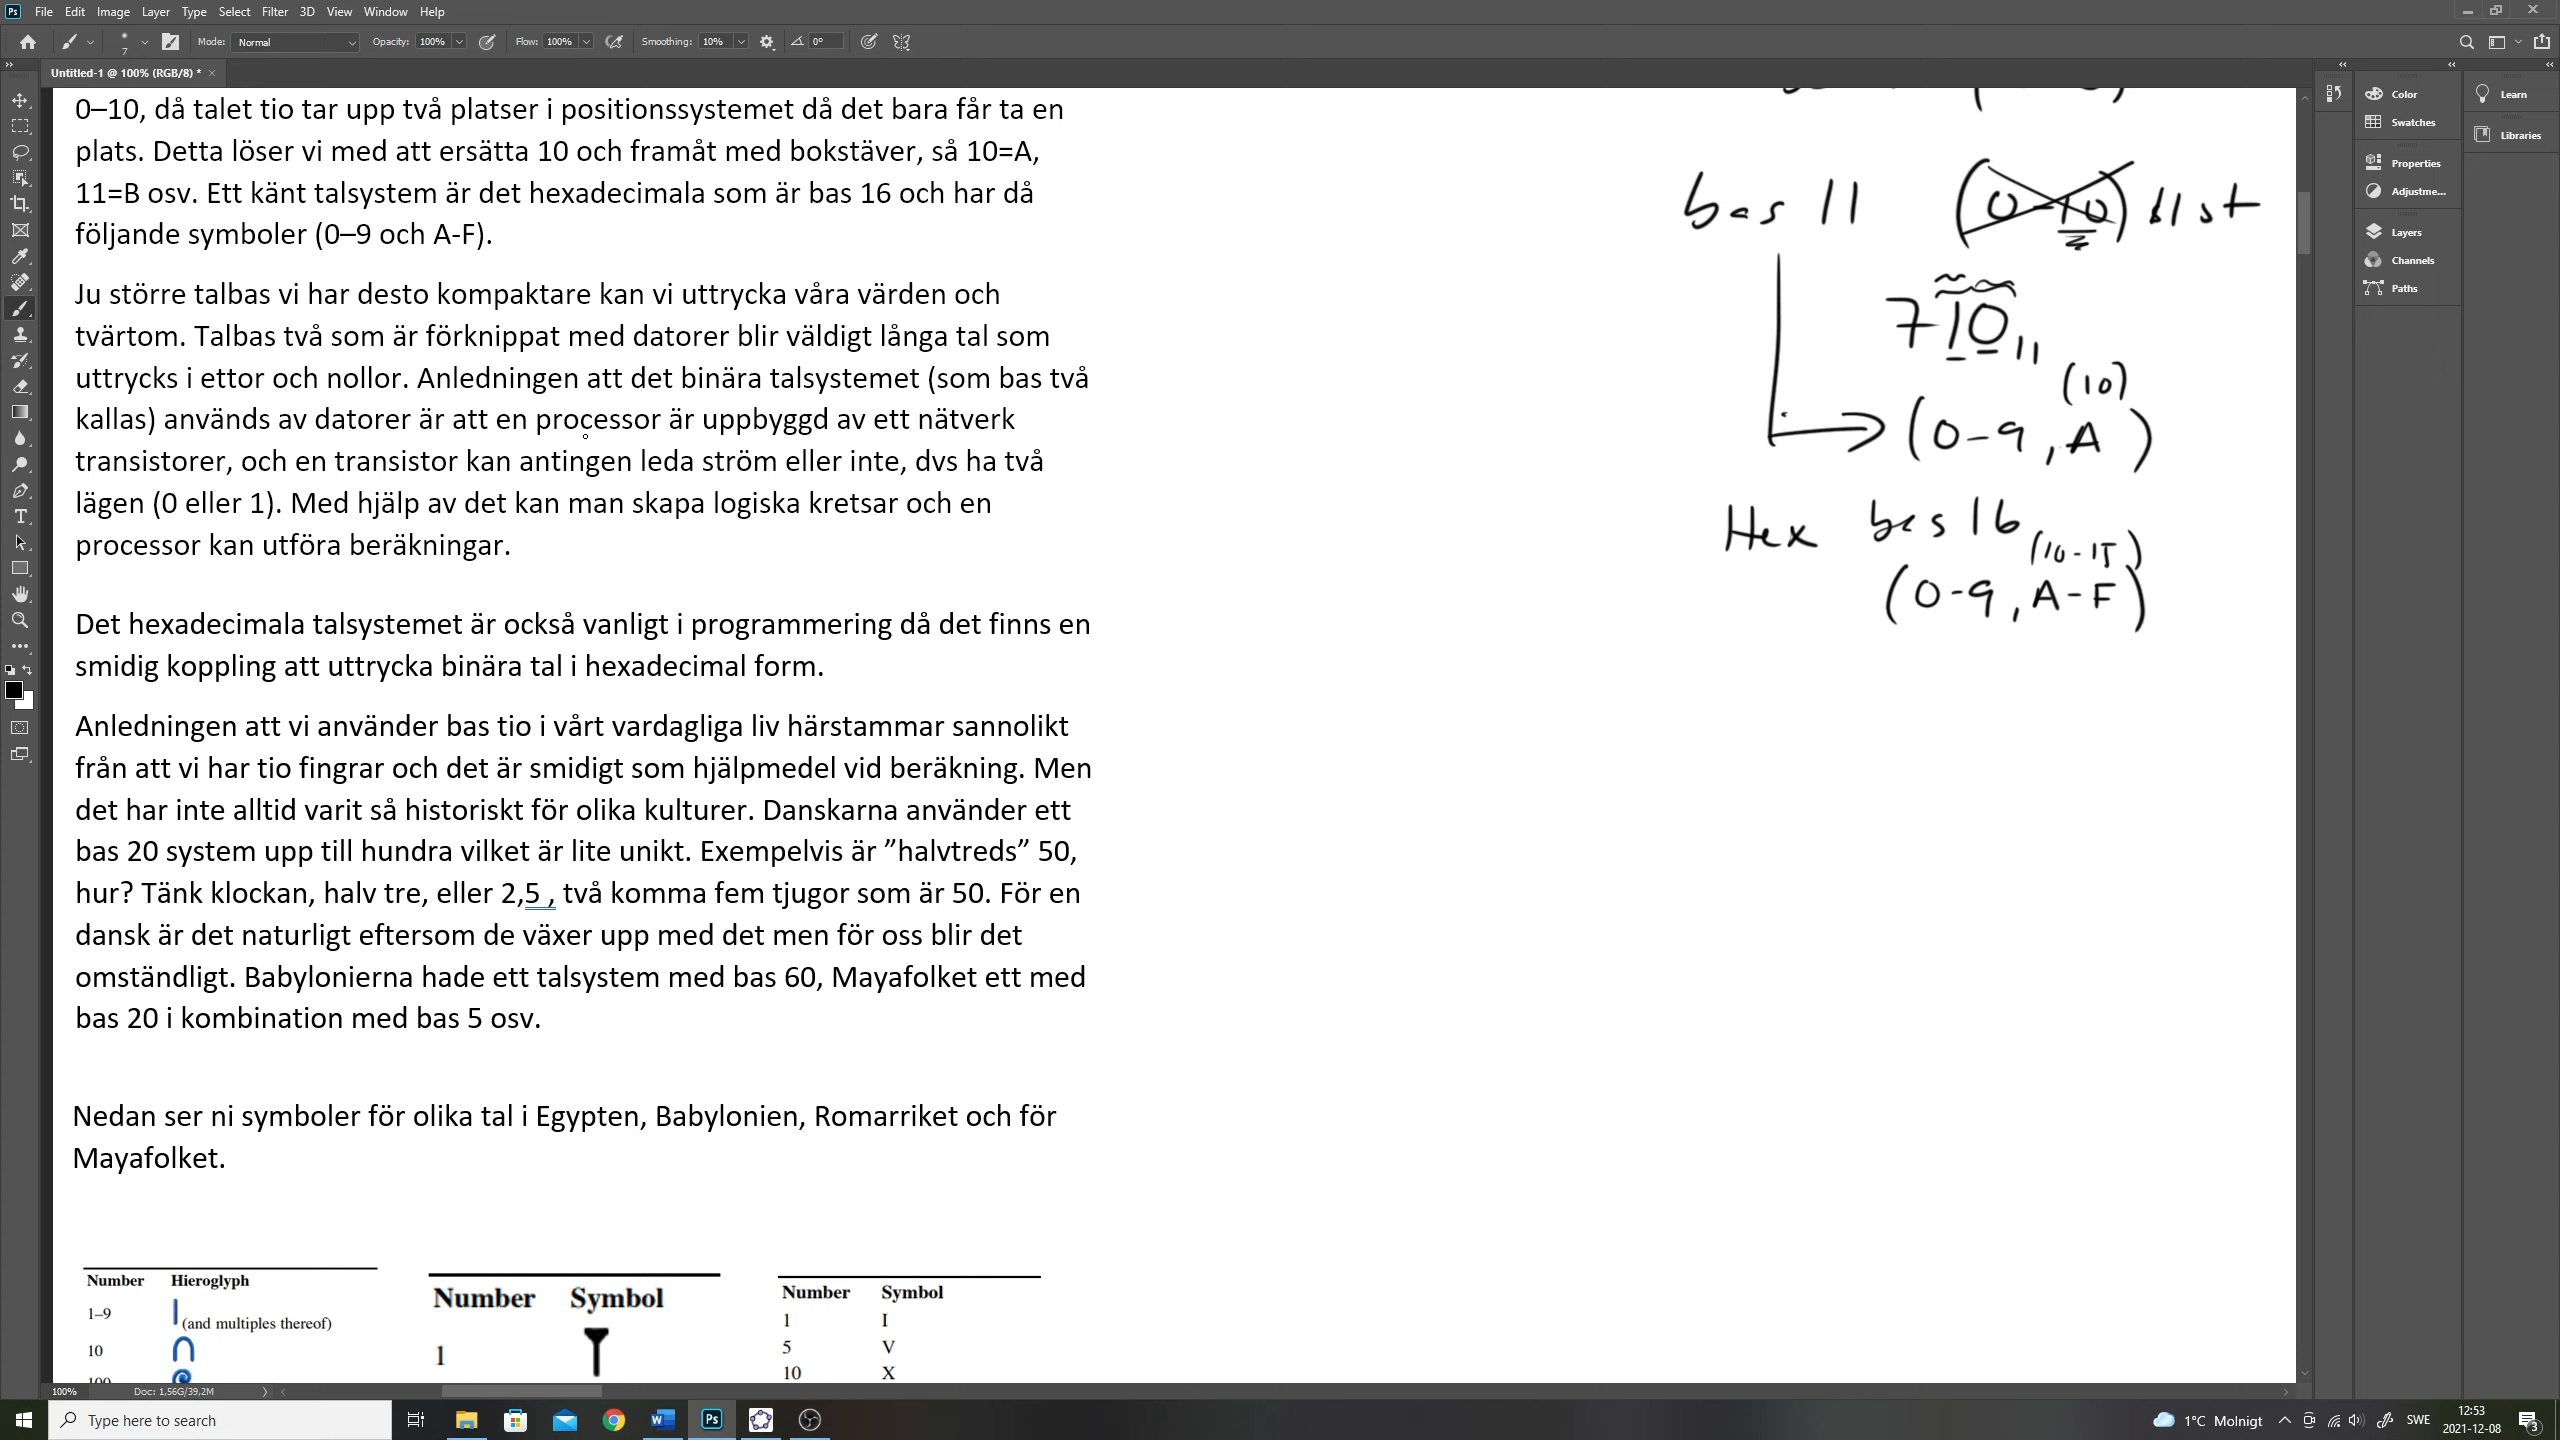 File Edit Image Layer Type Select Filter 3D View Window Help
7 Mode: Normal Opacity: 100% Flow: 100% Smoothing: 10% 0°
Untitled-1 @ 100% (RGB/8) * ×
0–10, då talet tio tar upp två platser i positionssystemet då det bara får ta en
plats. Detta löser vi med att ersätta 10 och framåt med bokstäver, så 10=A,
11=B osv. Ett känt talsystem är det hexadecimala som är bas 16 och har då
följande symboler (0–9 och A-F).
Ju större talbas vi har desto kompaktare kan vi uttrycka våra värden och
tvärtom. Talbas två som är förknippat med datorer blir väldigt långa tal som
uttrycks i ettor och nollor. Anledningen att det binära talsystemet (som bas två
kallas) används av datorer är att en processor är uppbyggd av ett nätverk
transistorer, och en transistor kan antingen leda ström eller inte, dvs ha två
lägen (0 eller 1). Med hjälp av det kan man skapa logiska kretsar och en
processor kan utföra beräkningar.
Det hexadecimala talsystemet är också vanligt i programmering då det finns en
smidig koppling att uttrycka binära tal i hexadecimal form.
Anledningen att vi använder bas tio i vårt vardagliga liv härstammar sannolikt
från att vi har tio fingrar och det är smidigt som hjälpmedel vid beräkning. Men
det har inte alltid varit så historiskt för olika kulturer. Danskarna använder ett
bas 20 system upp till hundra vilket är lite unikt. Exempelvis är ”halvtreds” 50,
hur? Tänk klockan, halv tre, eller 2,5 , två komma fem tjugor som är 50. För en
dansk är det naturligt eftersom de växer upp med det men för oss blir det
omständligt. Babylonierna hade ett talsystem med bas 60, Mayafolket ett med
bas 20 i kombination med bas 5 osv.
Nedan ser ni symboler för olika tal i Egypten, Babylonien, Romarriket och för
Mayafolket.
Number Hieroglyph
1–9 (and multiples thereof)
10
100
Number Symbol
1
Number Symbol
1 I
5 V
10 X
bas 11 (0-10) 11 st
710 11
(10)
(0-9, A)
Hex bas 16
(10-15)
(0-9, A-F)
Color
Swatches
Properties
Adjustme...
Layers
Channels
Paths
Learn
Libraries
100% Doc: 1,56G/39,2M
Type here to search
1°C Molnigt SWE 12:53
2021-12-08
3